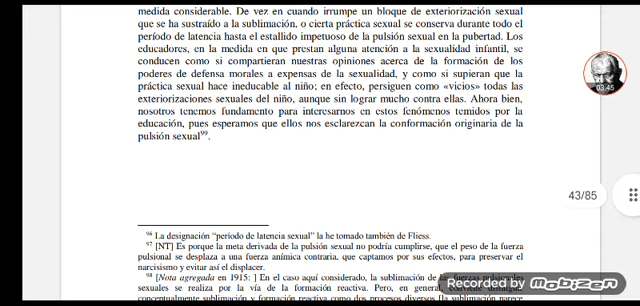 medida considerable. De vez en cuando irrumpe un bloque de exteriorización sexual
que se ha sustraído a la sublimación, o cierta práctica sexual se conserva durante todo el
período de latencia hasta el estallido impetuoso de la pulsión sexual en la pubertad. Los
educadores, en la medida en que prestan alguna atención a la sexualidad infantil, se
conducen como si compartieran nuestras opiniones acerca de la formación de los
poderes de defensa morales a expensas de la sexualidad, y como si supieran que la
práctica sexual hace ineducable al niño; en efecto, persiguen como «vicios» todas las
exteriorizaciones sexuales del niño, aunque sin lograr mucho contra ellas. Ahora bien,
nosotros tenemos fundamento para interesarnos en estos fenómenos temidos por la
educación, pues esperamos que ellos nos esclarezcan la conformación originaria de la
pulsión sexual99.
03:45
43/85
96 La designación “periodo de latencia sexual” la he tomado también de Fliess.
97 [NT] Es porque la meta derivada de la pulsión sexual no podría cumplirse, que el peso de la fuerza
pulsional se desplaza a una fuerza anímica contraria, que captamos por sus efectos, para preservar el
narcisismo y evitar así el displacer.
98 [Nota agregada en 1915: ] En el caso aquí considerado, la sublimación de las fuerzas pulsionales
sexuales se realiza por la vía de la formación reactiva. Pero, en general,
conceptualmente sublimación y formación reactiva como dos procesos diversos
Recorded by Mobizen